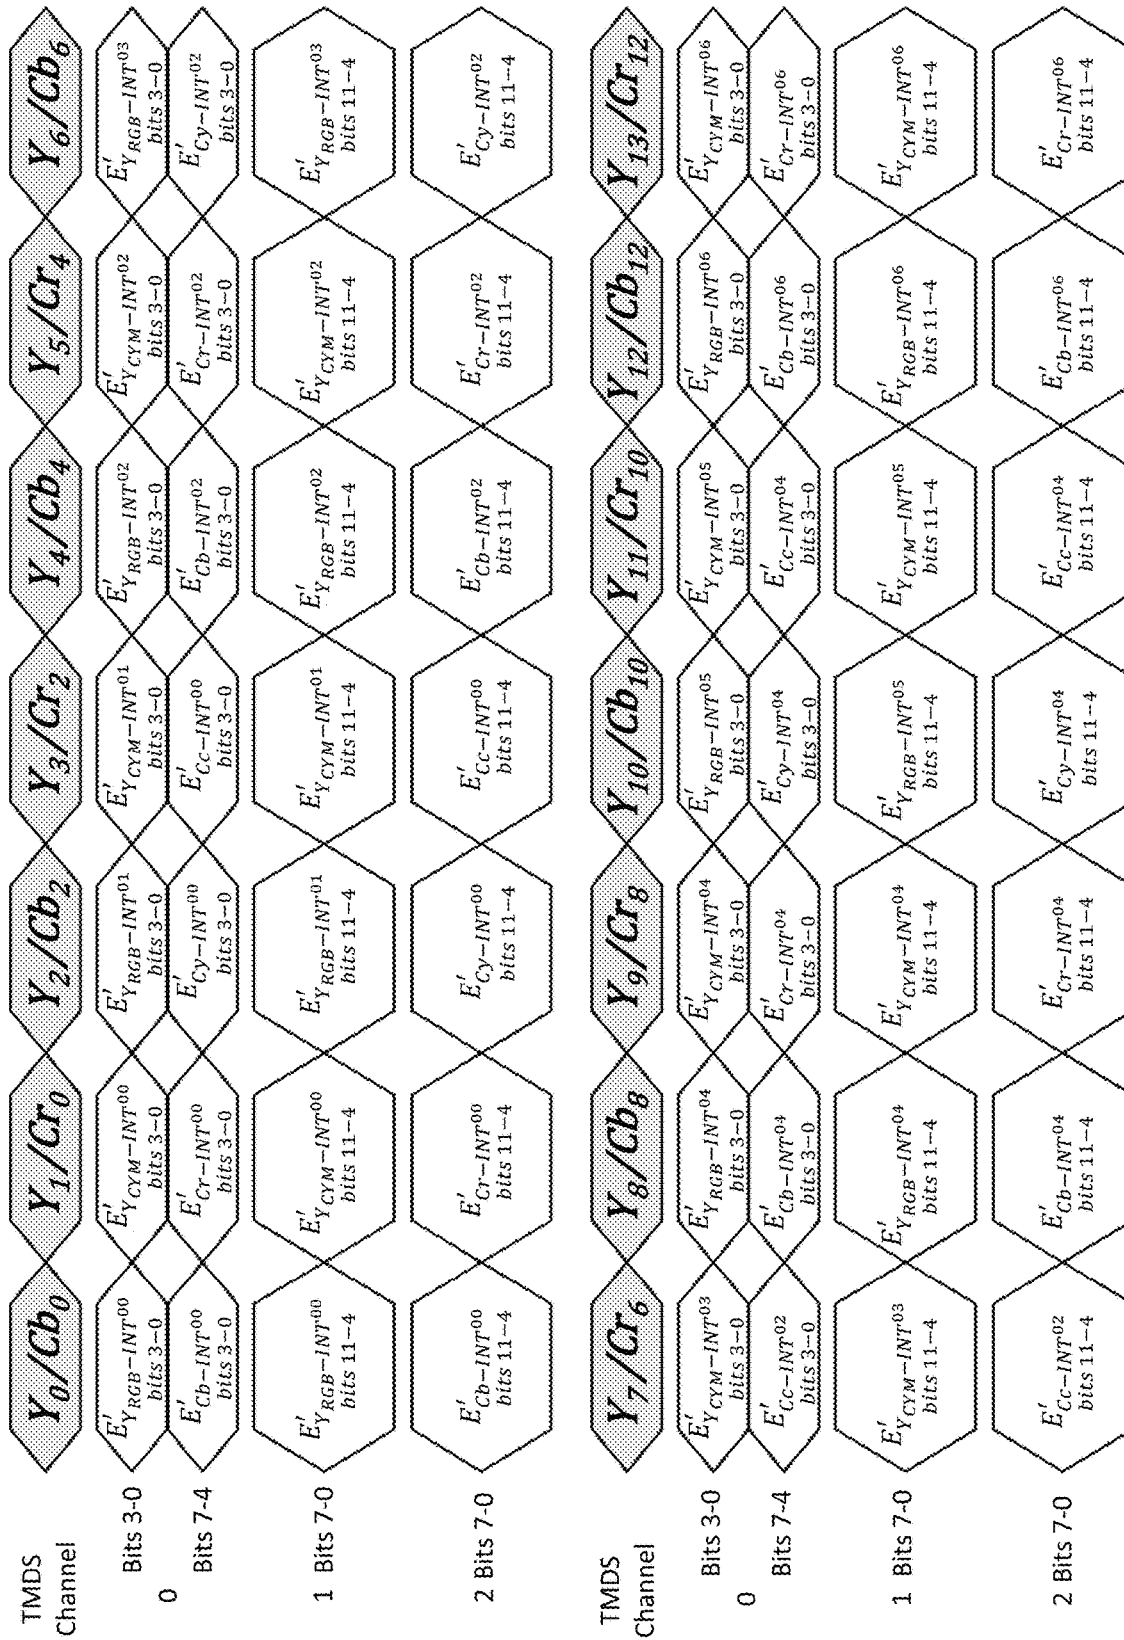 TMDS
Channel
Y₀/Cb₀ Y₁/Cr₀ Y₂/Cb₂ Y₃/Cr₂ Y₄/Cb₄ Y₅/Cr₄ Y₆/Cb₆
0
Bits 3-0
E′YRGB−INT⁰⁰ E′YCYM−INT⁰⁰ E′YRGB−INT⁰¹ E′YCYM−INT⁰¹ E′YRGB−INT⁰² E′YCYM−INT⁰² E′YRGB−INT⁰³
bits 3−0 bits 3−0 bits 3−0 bits 3−0 bits 3−0 bits 3−0 bits 3−0
Bits 7-4
E′Cb−INT⁰⁰ E′Cr−INT⁰⁰ E′Cy−INT⁰⁰ E′Cc−INT⁰⁰ E′Cb−INT⁰² E′Cr−INT⁰² E′Cy−INT⁰²
bits 3−0 bits 3−0 bits 3−0 bits 3−0 bits 3−0 bits 3−0 bits 3−0
1 Bits 7-0
E′YRGB−INT⁰⁰ E′YCYM−INT⁰⁰ E′YRGB−INT⁰¹ E′YCYM−INT⁰¹ E′YRGB−INT⁰² E′YCYM−INT⁰² E′YRGB−INT⁰³
bits 11−4 bits 11−4 bits 11−4 bits 11−4 bits 11−4 bits 11−4 bits 11−4
2 Bits 7-0
E′Cb−INT⁰⁰ E′Cr−INT⁰⁰ E′Cy−INT⁰⁰ E′Cc−INT⁰⁰ E′Cb−INT⁰² E′Cr−INT⁰² E′Cy−INT⁰²
bits 11−4 bits 11−4 bits 11−4 bits 11−4 bits 11−4 bits 11−4 bits 11−4
TMDS
Channel
Y₇/Cr₆ Y₈/Cb₈ Y₉/Cr₈ Y₁₀/Cb₁₀ Y₁₁/Cr₁₀ Y₁₂/Cb₁₂ Y₁₃/Cr₁₂
0
Bits 3-0
E′YCYM−INT⁰³ E′YRGB−INT⁰⁴ E′YCYM−INT⁰⁴ E′YRGB−INT⁰⁵ E′YCYM−INT⁰⁵ E′YRGB−INT⁰⁶ E′YCYM−INT⁰⁶
bits 3−0 bits 3−0 bits 3−0 bits 3−0 bits 3−0 bits 3−0 bits 3−0
Bits 7-4
E′Cc−INT⁰² E′Cb−INT⁰⁴ E′Cr−INT⁰⁴ E′Cy−INT⁰⁴ E′Cc−INT⁰⁴ E′Cb−INT⁰⁶ E′Cr−INT⁰⁶
bits 3−0 bits 3−0 bits 3−0 bits 3−0 bits 3−0 bits 3−0 bits 3−0
1 Bits 7-0
E′YCYM−INT⁰³ E′YRGB−INT⁰⁴ E′YCYM−INT⁰⁴ E′YRGB−INT⁰⁵ E′YCYM−INT⁰⁵ E′YRGB−INT⁰⁶ E′YCYM−INT⁰⁶
bits 11−4 bits 11−4 bits 11−4 bits 11−4 bits 11−4 bits 11−4 bits 11−4
2 Bits 7-0
E′Cc−INT⁰² E′Cb−INT⁰⁴ E′Cr−INT⁰⁴ E′Cy−INT⁰⁴ E′Cc−INT⁰⁴ E′Cb−INT⁰⁶ E′Cr−INT⁰⁶
bits 11−4 bits 11−4 bits 11−4 bits 11−4 bits 11−4 bits 11−4 bits 11−4